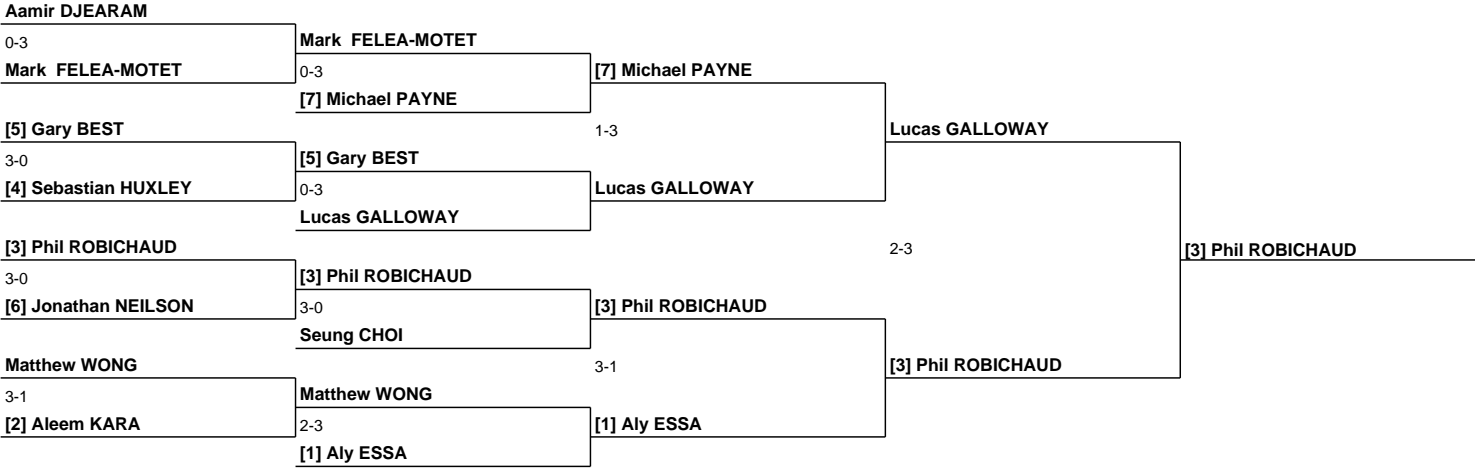 Aamir DJEARAM
0-3
Mark  FELEA-MOTET
Mark  FELEA-MOTET
0-3
[7] Michael PAYNE
[7] Michael PAYNE
[5] Gary BEST
1-3
Lucas GALLOWAY
3-0
[5] Gary BEST
[4] Sebastian HUXLEY
0-3
Lucas GALLOWAY
Lucas GALLOWAY
[3] Phil ROBICHAUD
2-3
[3] Phil ROBICHAUD
3-0
[3] Phil ROBICHAUD
[6] Jonathan NEILSON
3-0
[3] Phil ROBICHAUD
Seung CHOI
Matthew WONG
3-1
[3] Phil ROBICHAUD
3-1
Matthew WONG
[2] Aleem KARA
2-3
[1] Aly ESSA
[1] Aly ESSA